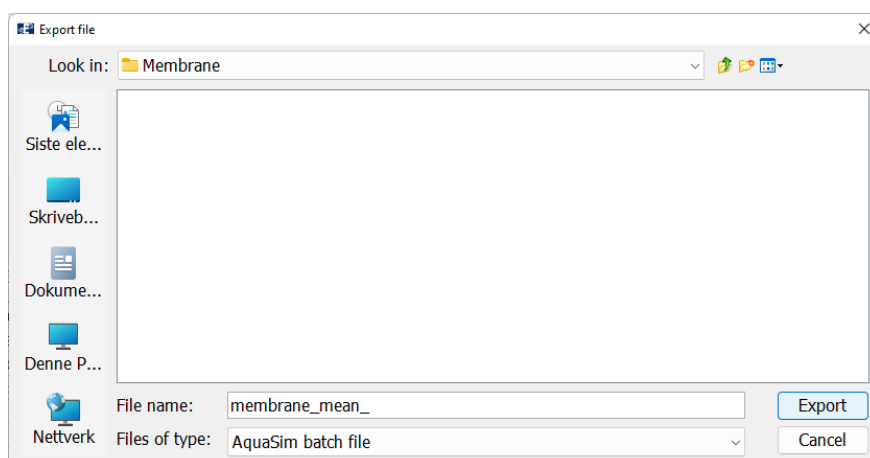 Export file
Look in: Membrane
Siste ele...
Skriveb...
Dokume...
Denne P...
Nettverk
File name: membrane_mean_ Export
Files of type: AquaSim batch file Cancel